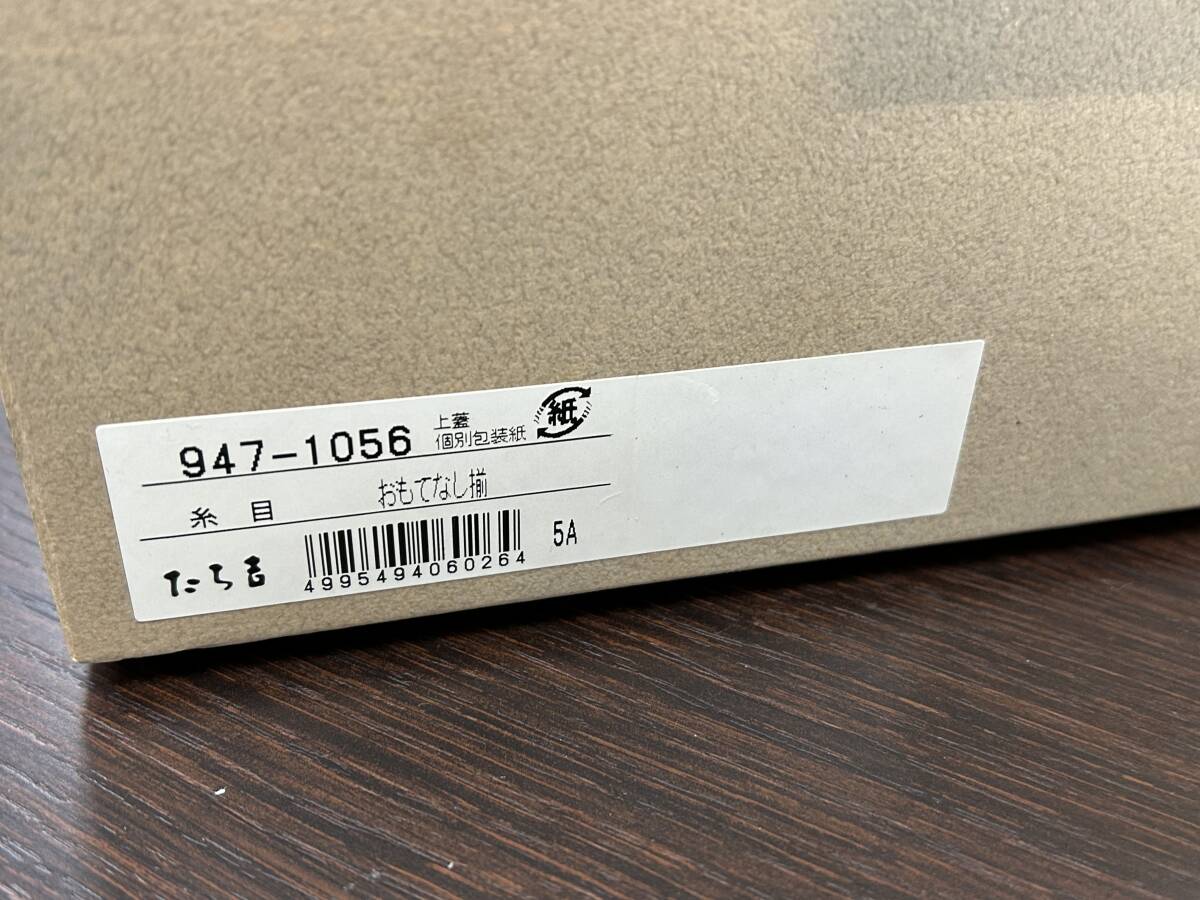 947-1056
上蓋
個別包装紙
紙
糸目 おもてなし揃
たち吉
4995494060264
5A